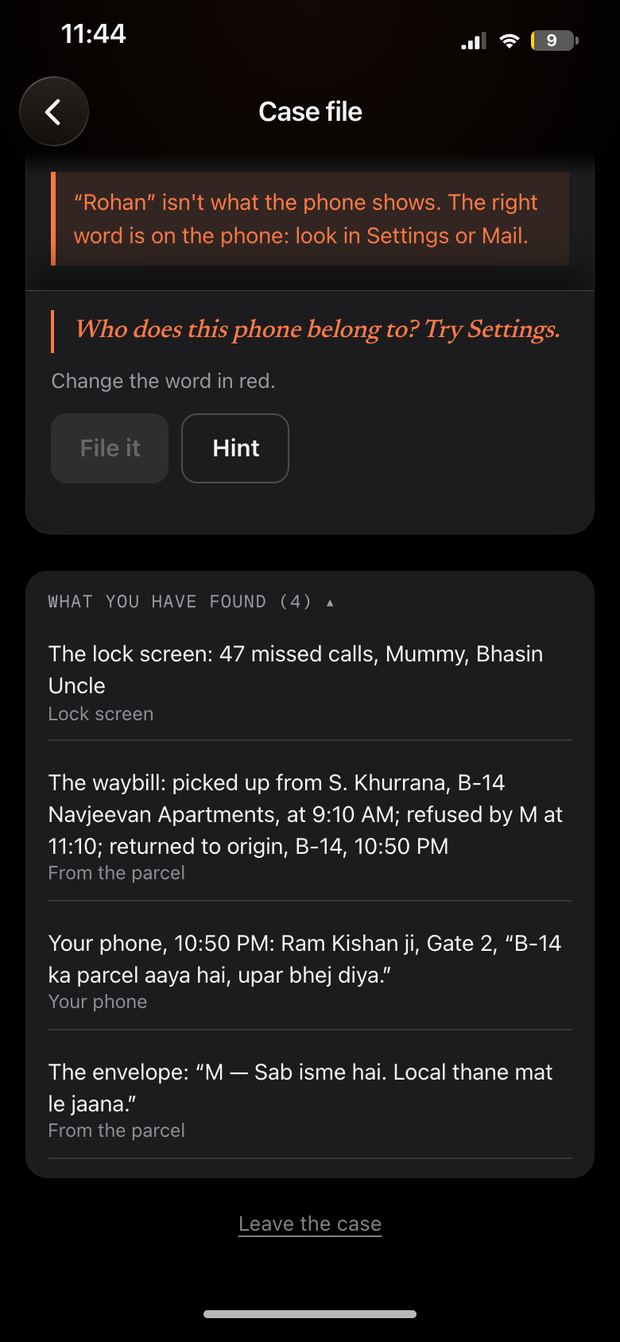 11:44
9
Case file
“Rohan” isn't what the phone shows. The right
word is on the phone: look in Settings or Mail.
Who does this phone belong to? Try Settings.
Change the word in red.
File it
Hint
WHAT YOU HAVE FOUND (4) ▲
The lock screen: 47 missed calls, Mummy, Bhasin
Uncle
Lock screen
The waybill: picked up from S. Khurrana, B-14
Navjeevan Apartments, at 9:10 AM; refused by M at
11:10; returned to origin, B-14, 10:50 PM
From the parcel
Your phone, 10:50 PM: Ram Kishan ji, Gate 2, “B-14
ka parcel aaya hai, upar bhej diya.”
Your phone
The envelope: “M — Sab isme hai. Local thane mat
le jaana.”
From the parcel
Leave the case